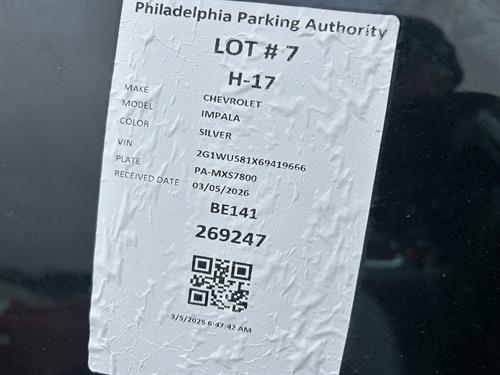 Philadelphia Parking Authority
LOT # 7
H-17
MAKE CHEVROLET
MODEL IMPALA
COLOR SILVER
VIN 2G1WU581X69419666
PLATE PA-MXS7800
RECEIVED DATE 03/05/2026
BE141
269247
3/5/2026 6:47:42 AM